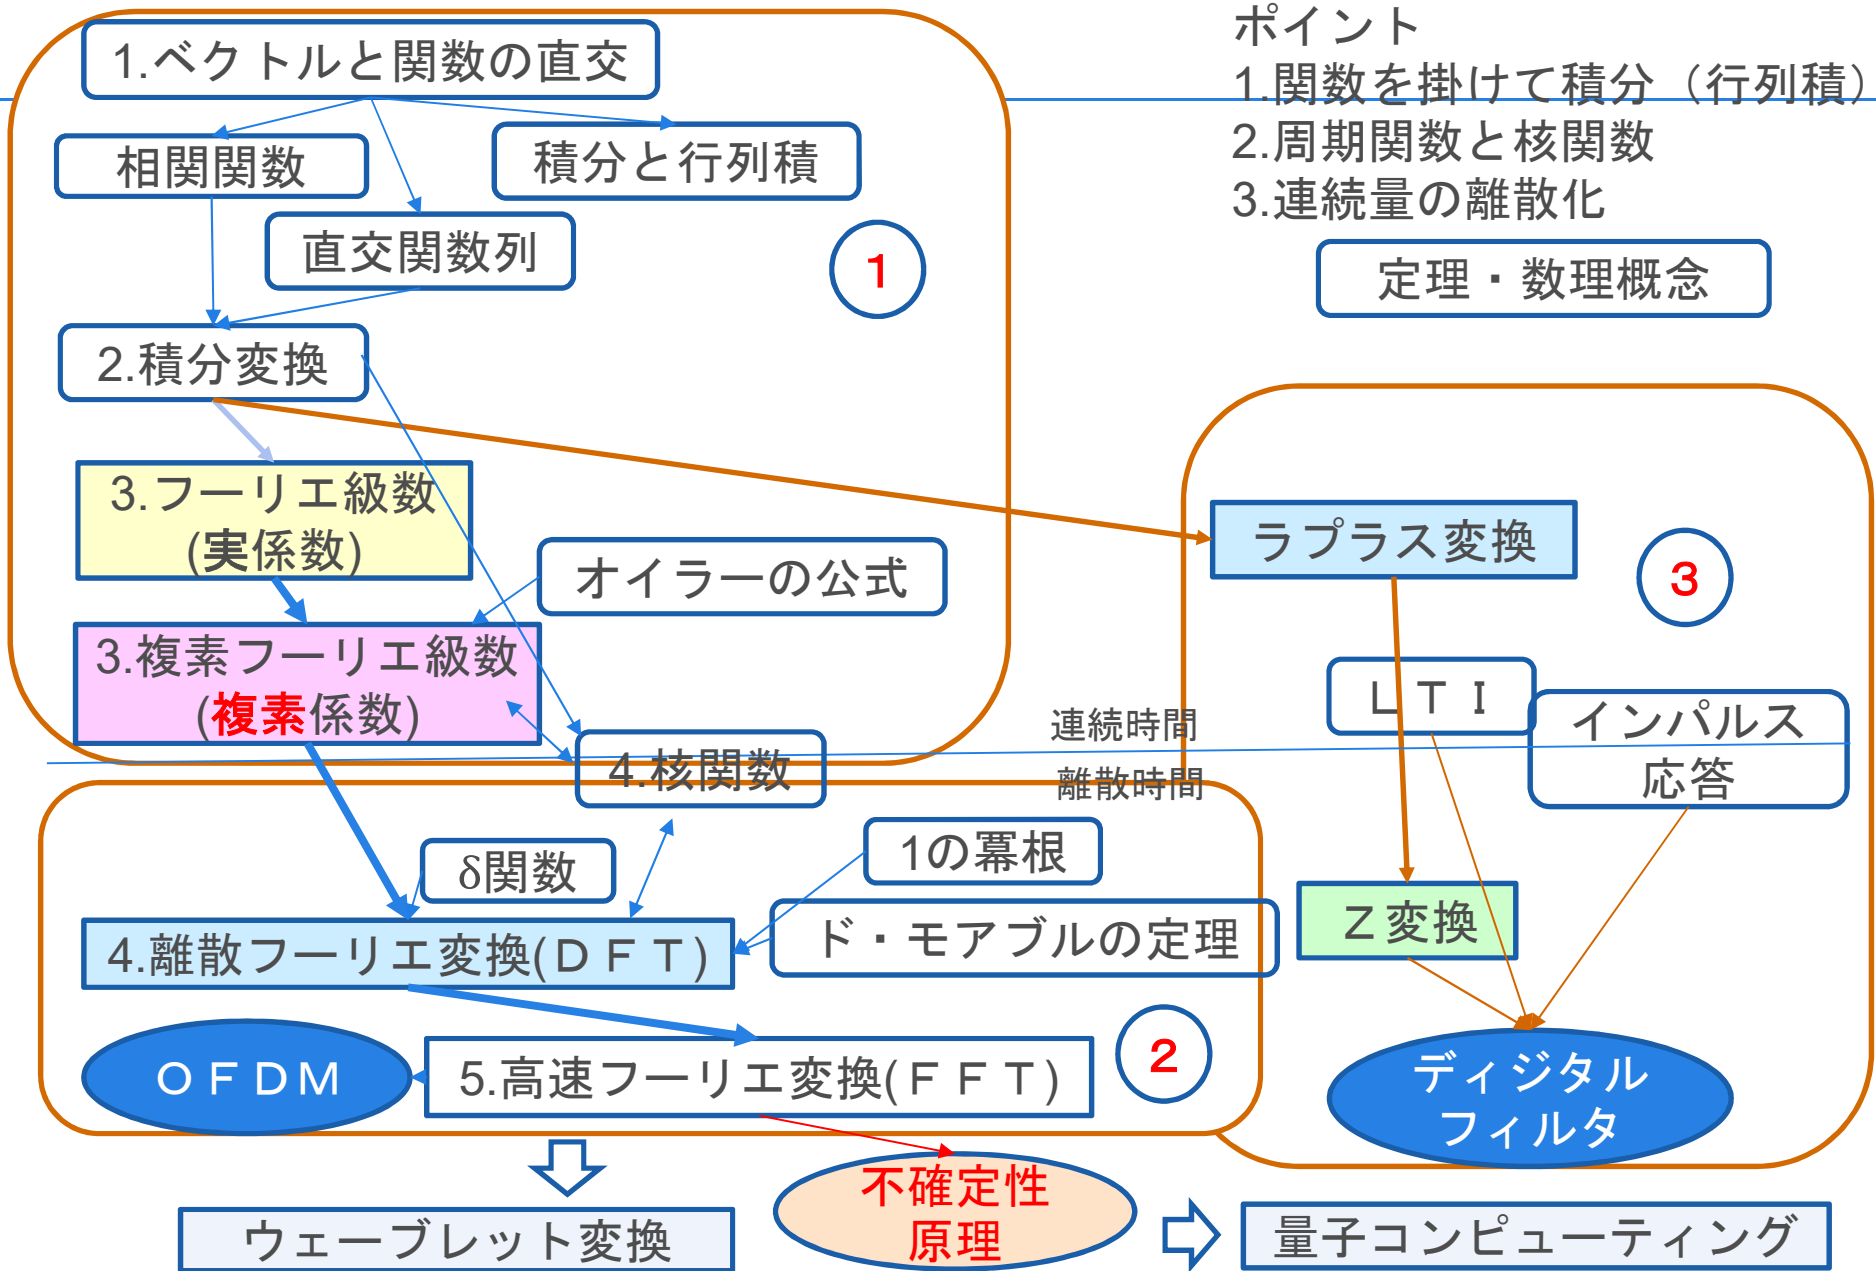 ポイント
1.関数を掛けて積分（行列積）
2.周期関数と核関数
3.連続量の離散化
定理・数理概念
1.ベクトルと関数の直交
相関関数
積分と行列積
直交関数列
1
2.積分変換
3.フーリエ級数
(実係数)
オイラーの公式
3.複素フーリエ級数
(複素係数)
4.核関数
連続時間
離散時間
ラプラス変換
3
ＬＴＩ
インパルス
応答
Ｚ変換
ディジタル
フィルタ
δ関数
1の冪根
ド・モアブルの定理
4.離散フーリエ変換(ＤＦＴ)
2
ＯＦＤＭ
5.高速フーリエ変換(ＦＦＴ)
ウェーブレット変換
不確定性
原理
量子コンピューティング